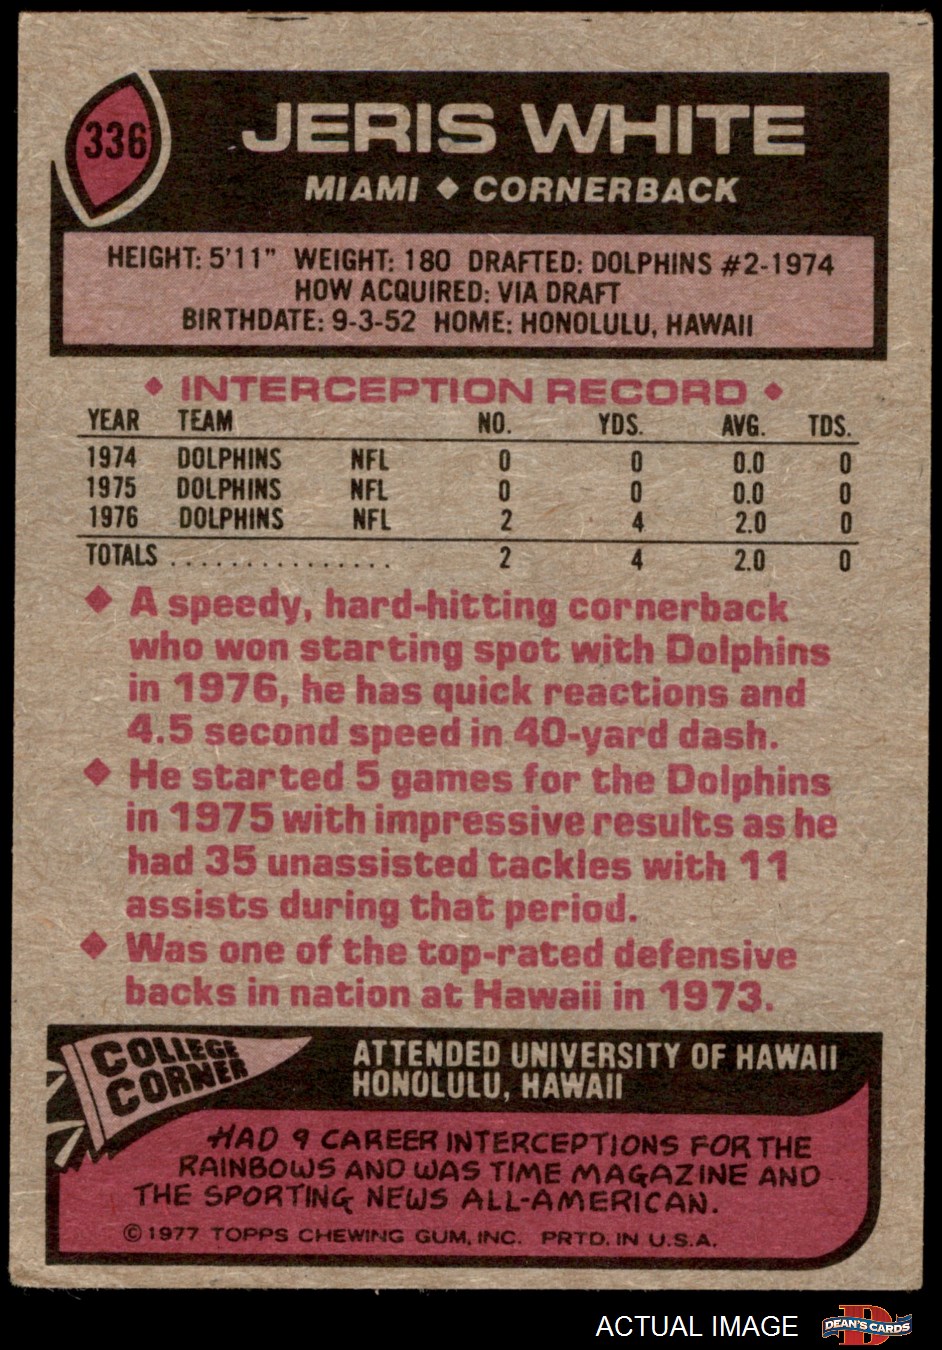 336
JERIS WHITE
MIAMI ◆ CORNERBACK
HEIGHT: 5'11" WEIGHT: 180 DRAFTED: DOLPHINS #2-1974
HOW ACQUIRED: VIA DRAFT
BIRTHDATE: 9-3-52 HOME: HONOLULU, HAWAII
◆ INTERCEPTION RECORD ◆
YEAR TEAM NO. YDS. AVG. TDS.
1974 DOLPHINS NFL 0 0 0.0 0
1975 DOLPHINS NFL 0 0 0.0 0
1976 DOLPHINS NFL 2 4 2.0 0
TOTALS . . . . . . . . . . . . . . . 2 4 2.0 0
◆ A speedy, hard-hitting cornerback
who won starting spot with Dolphins
in 1976, he has quick reactions and
4.5 second speed in 40-yard dash.
◆ He started 5 games for the Dolphins
in 1975 with impressive results as he
had 35 unassisted tackles with 11
assists during that period.
◆ Was one of the top-rated defensive
backs in nation at Hawaii in 1973.
COLLEGE
CORNER
ATTENDED UNIVERSITY OF HAWAII
HONOLULU, HAWAII
HAD 9 CAREER INTERCEPTIONS FOR THE
RAINBOWS AND WAS TIME MAGAZINE AND
THE SPORTING NEWS ALL-AMERICAN.
© 1977 TOPPS CHEWING GUM, INC. PRTD. IN U.S.A.
ACTUAL IMAGE
DEAN'S CARDS